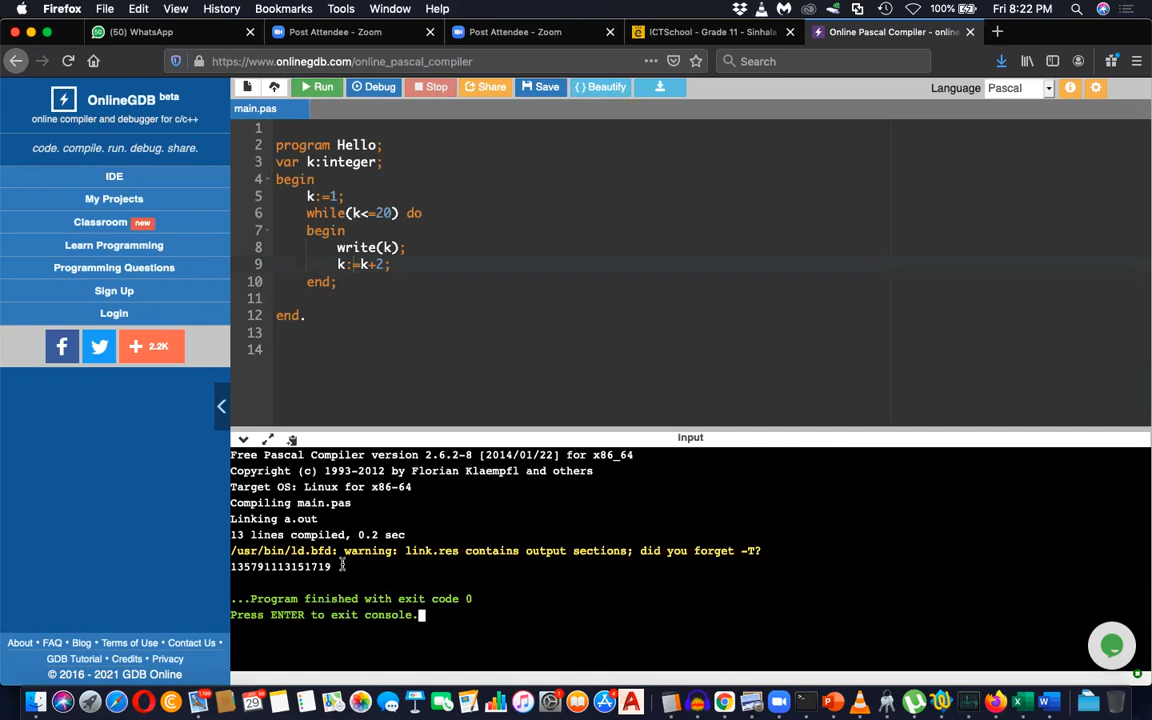 Firefox File Edit View History Bookmarks Tools Window Help 100% Fri 8:22 PM
(50) WhatsApp Post Attendee - Zoom Post Attendee - Zoom ICTSchool - Grade 11 - Sinhala Online Pascal Compiler - online
https://www.onlinegdb.com/online_pascal_compiler Search
OnlineGDB beta
online compiler and debugger for c/c++
code. compile. run. debug. share.
IDE
My Projects
Classroom new
Learn Programming
Programming Questions
Sign Up
Login
2.2K
About • FAQ • Blog • Terms of Use • Contact Us •
GDB Tutorial • Credits • Privacy
© 2016 - 2021 GDB Online
Run Debug Stop Share Save { } Beautify Language Pascal
main.pas
1
2 program Hello;
3 var k:integer;
4 begin
5 k:=1;
6 while(k<=20) do
7 begin
8 write(k);
9 k:=k+2;
10 end;
11
12 end.
13
14
input
Free Pascal Compiler version 2.6.2-8 [2014/01/22] for x86_64
Copyright (c) 1993-2012 by Florian Klaempfl and others
Target OS: Linux for x86-64
Compiling main.pas
Linking a.out
13 lines compiled, 0.2 sec
/usr/bin/ld.bfd: warning: link.res contains output sections; did you forget -T?
135791113151719
...Program finished with exit code 0
Press ENTER to exit console.